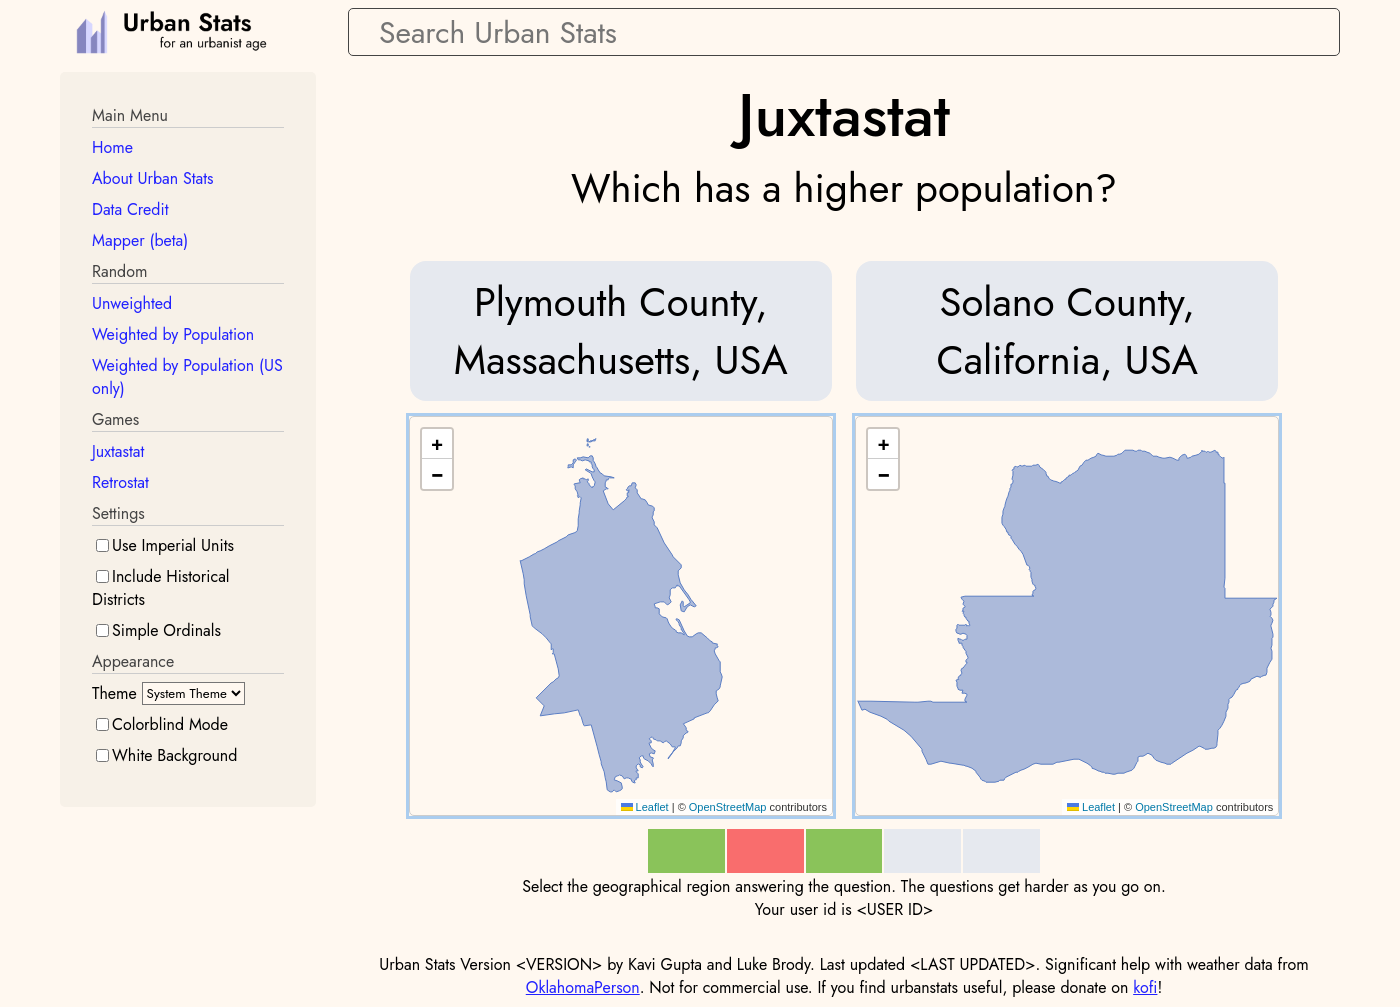 Urban Stats
for an urbanist age
Search Urban Stats
Main Menu
Home
About Urban Stats
Data Credit
Mapper (beta)
Random
Unweighted
Weighted by Population
Weighted by Population (US
only)
Games
Juxtastat
Retrostat
Settings
Use Imperial Units
Include Historical
Districts
Simple Ordinals
Appearance
Theme System Theme
Colorblind Mode
White Background
Juxtastat
Which has a higher population?
Plymouth County,
Massachusetts, USA
Solano County,
California, USA
+
−
Leaflet | © OpenStreetMap contributors
+
−
Leaflet | © OpenStreetMap contributors
Select the geographical region answering the question. The questions get harder as you go on.
Your user id is <USER ID>
Urban Stats Version <VERSION> by Kavi Gupta and Luke Brody. Last updated <LAST UPDATED>. Significant help with weather data from
OklahomaPerson. Not for commercial use. If you find urbanstats useful, please donate on kofi!